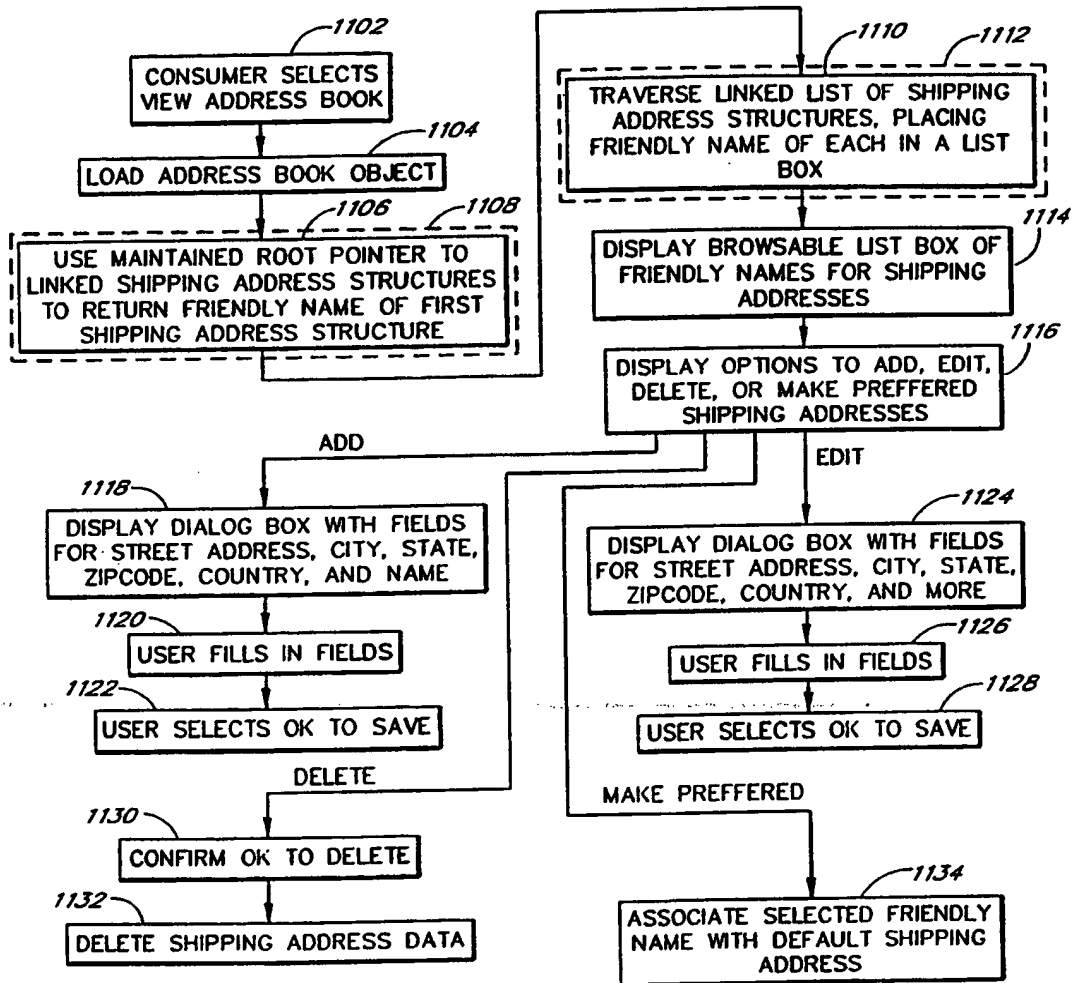 1102
CONSUMER SELECTS
VIEW ADDRESS BOOK
1104
LOAD ADDRESS BOOK OBJECT
1106
1108
USE MAINTAINED ROOT POINTER TO
LINKED SHIPPING ADDRESS STRUCTURES
TO RETURN FRIENDLY NAME OF FIRST
SHIPPING ADDRESS STRUCTURE
1110
1112
TRAVERSE LINKED LIST OF SHIPPING
ADDRESS STRUCTURES, PLACING
FRIENDLY NAME OF EACH IN A LIST
BOX
1114
DISPLAY BROWSABLE LIST BOX OF
FRIENDLY NAMES FOR SHIPPING
ADDRESSES
1116
DISPLAY OPTIONS TO ADD, EDIT,
DELETE, OR MAKE PREFFERED
SHIPPING ADDRESSES
ADD
1118
DISPLAY DIALOG BOX WITH FIELDS
FOR STREET ADDRESS, CITY, STATE,
ZIPCODE, COUNTRY, AND NAME
1120
USER FILLS IN FIELDS
1122
USER SELECTS OK TO SAVE
EDIT
1124
DISPLAY DIALOG BOX WITH FIELDS
FOR STREET ADDRESS, CITY, STATE,
ZIPCODE, COUNTRY, AND MORE
1126
USER FILLS IN FIELDS
1128
USER SELECTS OK TO SAVE
DELETE
1130
CONFIRM OK TO DELETE
1132
DELETE SHIPPING ADDRESS DATA
MAKE PREFFERED
1134
ASSOCIATE SELECTED FRIENDLY
NAME WITH DEFAULT SHIPPING
ADDRESS